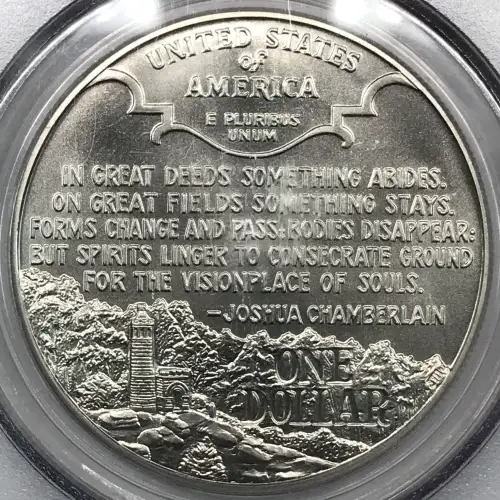 UNITED STATES
of
AMERICA
E PLURIBUS
UNUM
IN GREAT DEEDS SOMETHING ABIDES.
ON GREAT FIELDS SOMETHING STAYS.
FORMS CHANGE AND PASS: BODIES DISAPPEAR:
BUT SPIRITS LINGER TO CONSECRATE GROUND
FOR THE VISIONPLACE OF SOULS.
—JOSHUA CHAMBERLAIN
ONE
DOLLAR